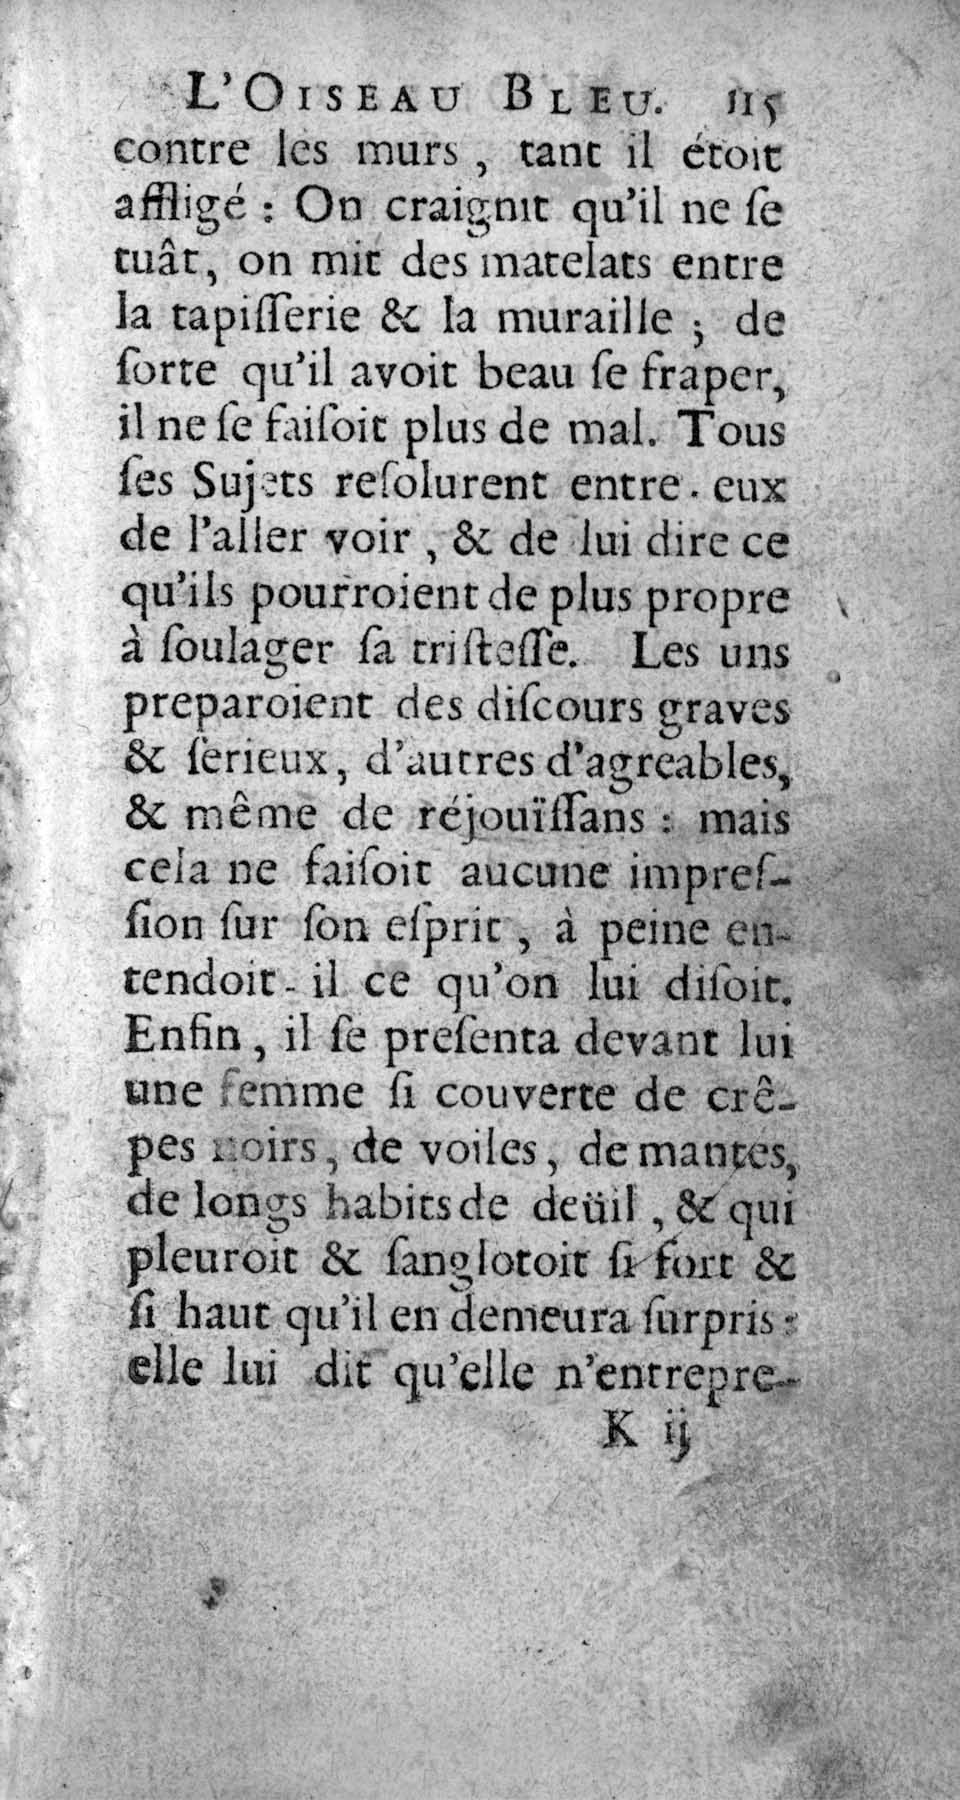 L'OISEAU BLEU. 115
contre les murs, tant il étoit
affligé : On craignit qu'il ne ſe
tuât, on mit des matelats entre
la tapiſſerie & la muraille ; de
ſorte qu'il avoit beau ſe fraper,
il ne ſe faiſoit plus de mal. Tous
ſes Sujets reſolurent entre-eux
de l'aller voir, & de lui dire ce
qu'ils pourroient de plus propre
à ſoulager ſa triſteſſe. Les uns
preparoient des diſcours graves
& ſerieux, d'autres d'agreables,
& même de réjouïſſans : mais
cela ne faiſoit aucune impreſ-
ſion ſur ſon eſprit, à peine en-
tendoit-il ce qu'on lui diſoit.
Enfin, il ſe preſenta devant lui
une femme ſi couverte de crê-
pes noirs, de voiles, de mantes,
de longs habits de deüil, & qui
pleuroit & ſanglotoit ſi fort &
ſi haut qu'il en demeura ſurpris :
elle lui dit qu'elle n'entrepre-
K ij